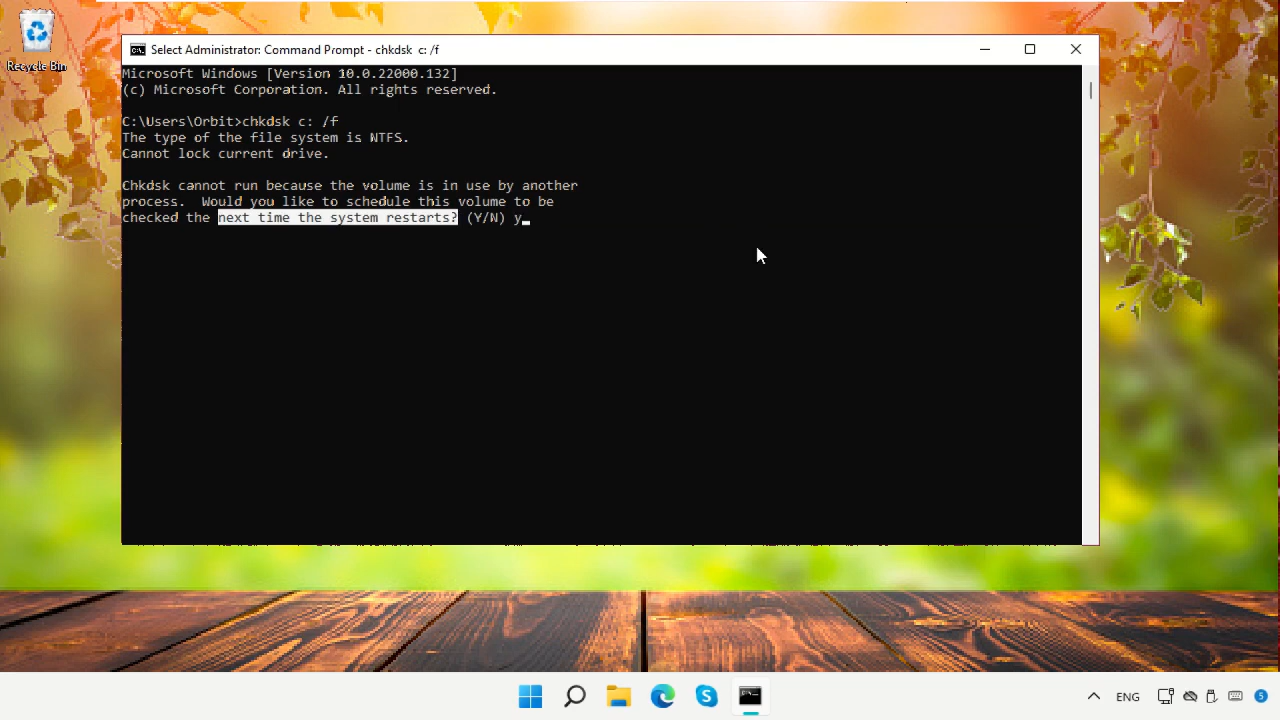 Recycle Bin
Select Administrator: Command Prompt - chkdsk c: /f
Microsoft Windows [Version 10.0.22000.132]
(c) Microsoft Corporation. All rights reserved.
C:\Users\Orbit>chkdsk c: /f
The type of the file system is NTFS.
Cannot lock current drive.
Chkdsk cannot run because the volume is in use by another
process.  Would you like to schedule this volume to be
checked the next time the system restarts? (Y/N) y
ENG
5